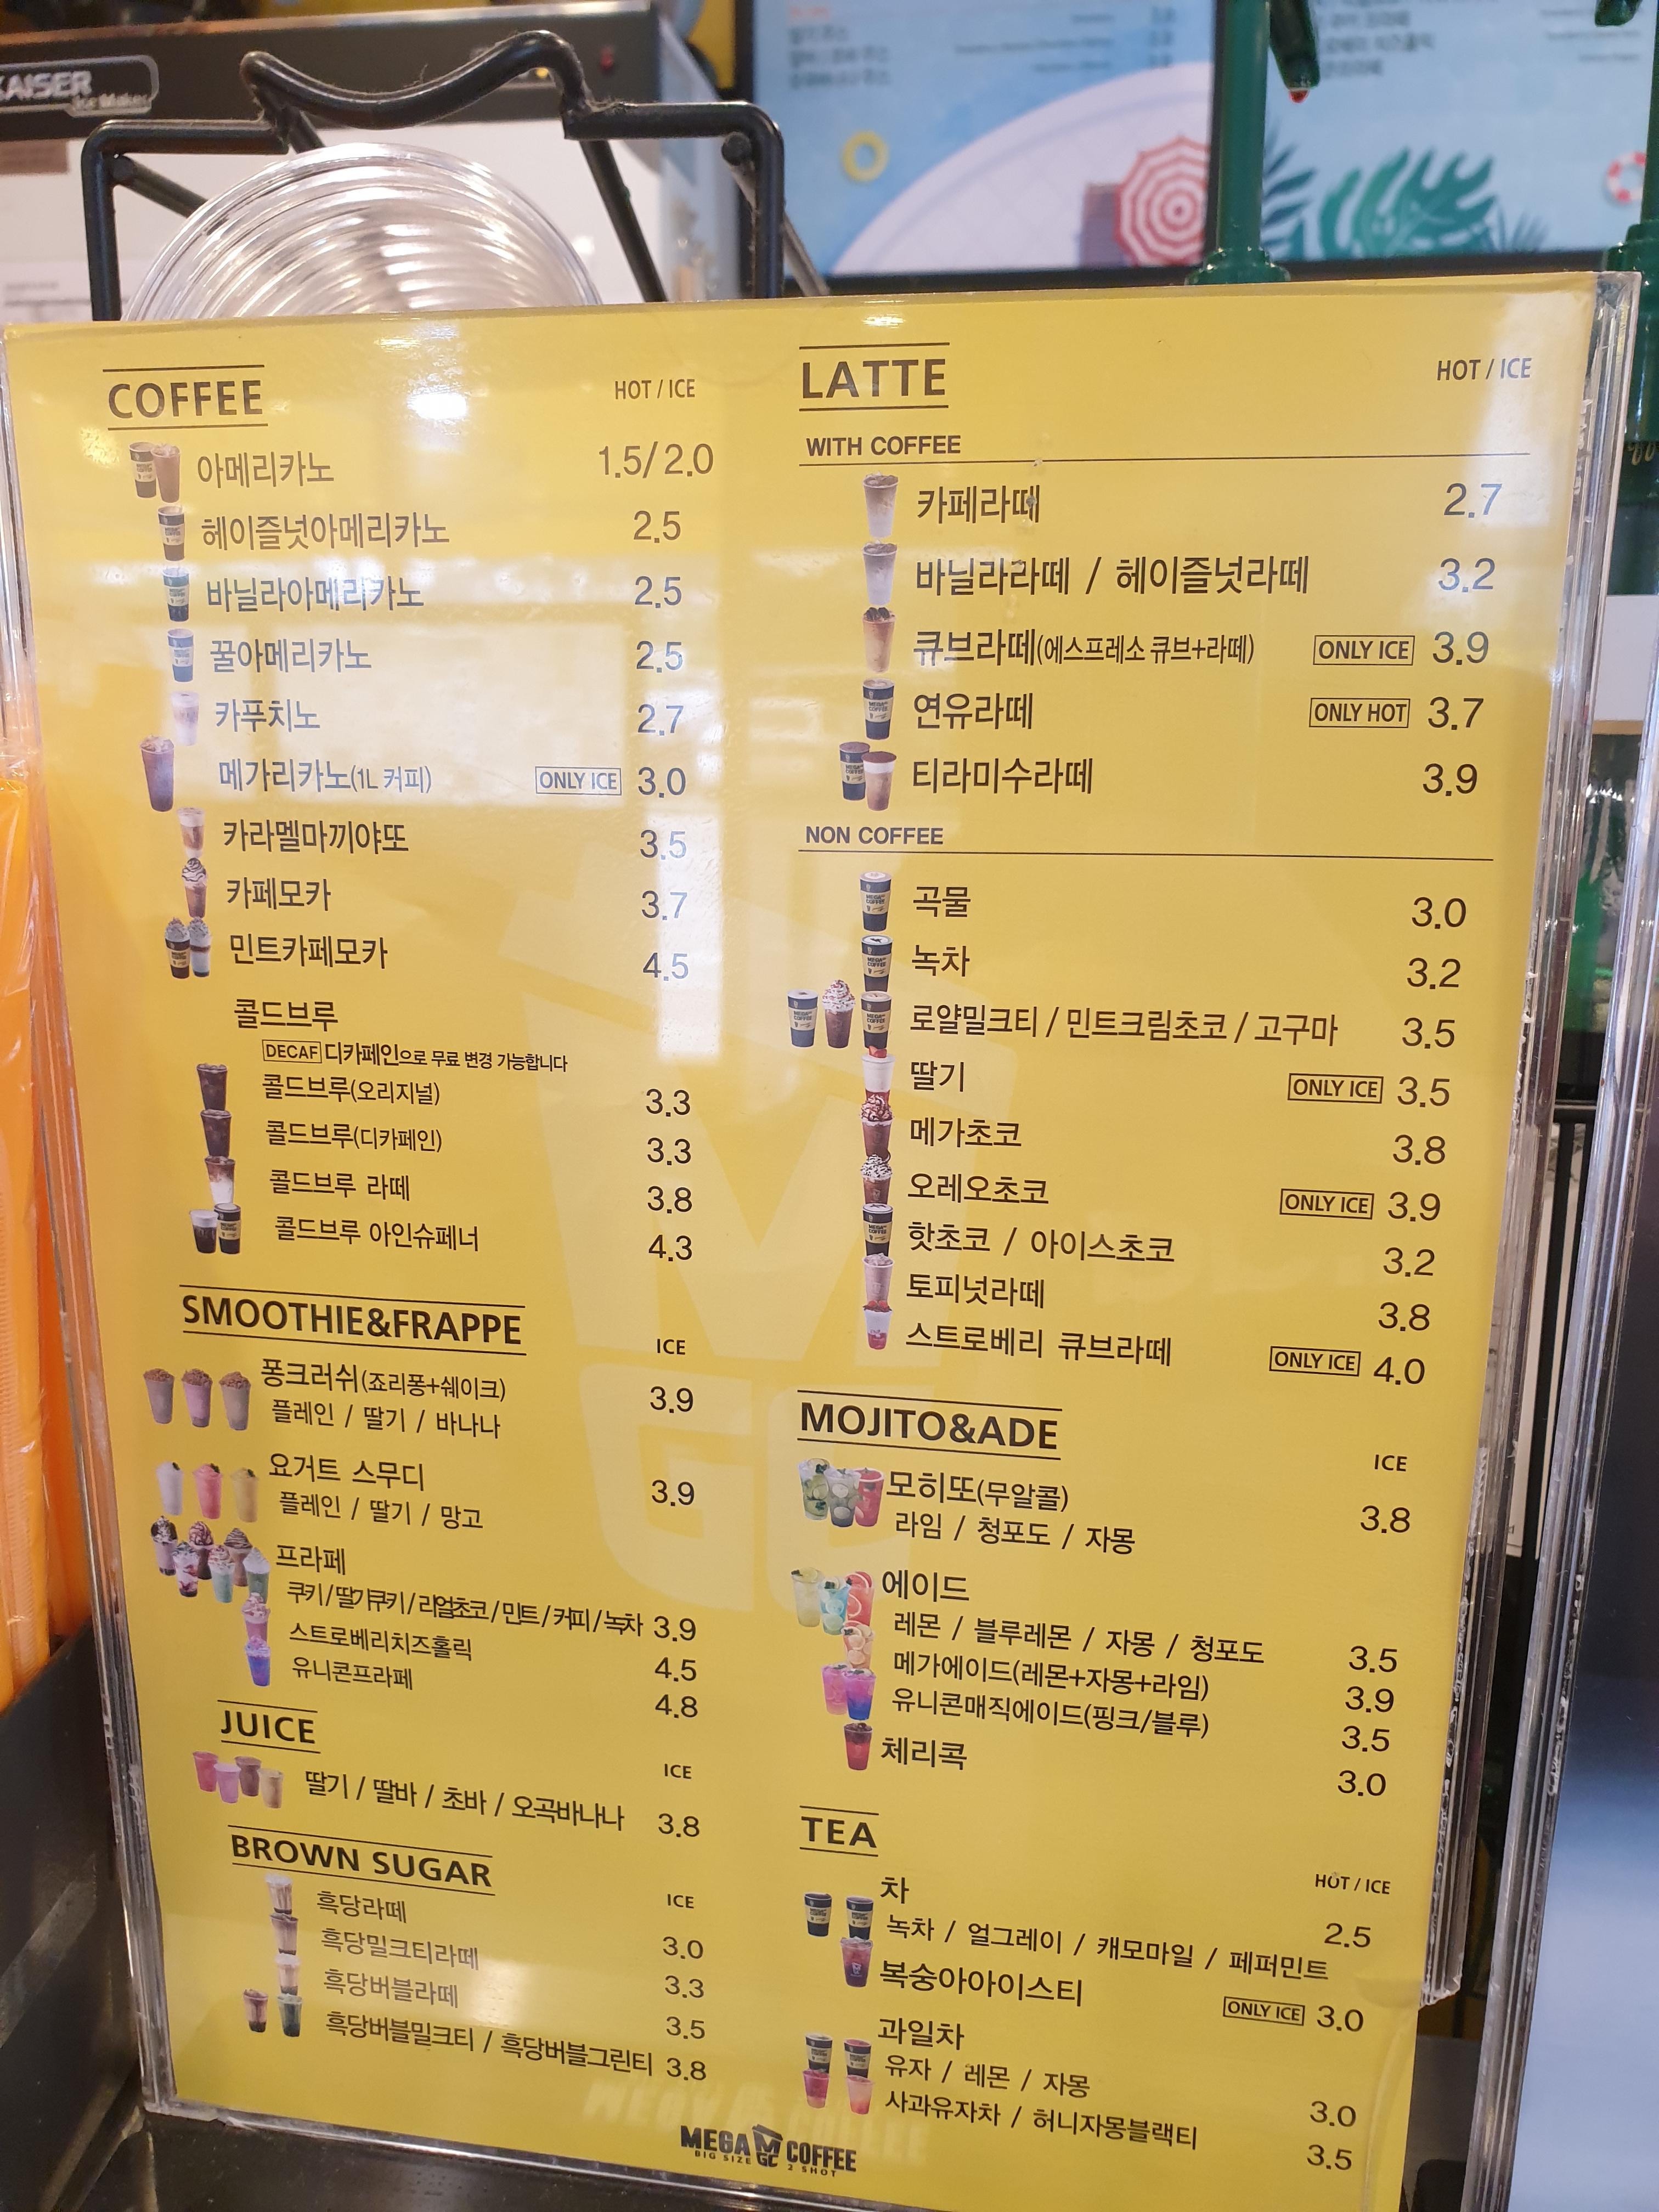 KAISER
Ice Maker
COFFEE
HOT / ICE
아메리카노 1.5/2.0
헤이즐넛아메리카노 2.5
바닐라아메리카노 2.5
꿀아메리카노 2.5
카푸치노 2.7
메가리카노(1L 커피) ONLY ICE 3.0
카라멜마끼야또 3.5
카페모카 3.7
민트카페모카 4.5
콜드브루
DECAF 디카페인으로 무료 변경 가능합니다
콜드브루(오리지널) 3.3
콜드브루(디카페인) 3.3
콜드브루 라떼 3.8
콜드브루 아인슈페너 4.3
SMOOTHIE&FRAPPE
ICE
퐁크러쉬(죠리퐁+쉐이크) 3.9
플레인 / 딸기 / 바나나
요거트 스무디 3.9
플레인 / 딸기 / 망고
프라페
쿠키/딸기쿠키/리얼초코/민트/커피/녹차 3.9
스트로베리치즈홀릭 4.5
유니콘프라페 4.8
JUICE
ICE
딸기 / 딸바 / 초바 / 오곡바나나 3.8
BROWN SUGAR
ICE
흑당라떼 3.0
흑당밀크티라떼 3.3
흑당버블라떼 3.5
흑당버블밀크티 / 흑당버블그린티 3.8
LATTE
HOT / ICE
WITH COFFEE
카페라떼 2.7
바닐라라떼 / 헤이즐넛라떼 3.2
큐브라떼(에스프레소 큐브+라떼) ONLY ICE 3.9
연유라떼 ONLY HOT 3.7
티라미수라떼 3.9
NON COFFEE
곡물 3.0
녹차 3.2
로얄밀크티 / 민트크림초코 / 고구마 3.5
딸기 ONLY ICE 3.5
메가초코 3.8
오레오초코 ONLY ICE 3.9
핫초코 / 아이스초코 3.2
토피넛라떼 3.8
스트로베리 큐브라떼 ONLY ICE 4.0
MOJITO&ADE
ICE
모히또(무알콜) 3.8
라임 / 청포도 / 자몽
에이드
레몬 / 블루레몬 / 자몽 / 청포도 3.5
메가에이드(레몬+자몽+라임) 3.9
유니콘매직에이드(핑크/블루) 3.5
체리콕 3.0
TEA
HOT / ICE
차 2.5
녹차 / 얼그레이 / 캐모마일 / 페퍼민트
복숭아아이스티 ONLY ICE 3.0
과일차
유자 / 레몬 / 자몽 3.0
사과유자차 / 허니자몽블랙티 3.5
MEGA MGC COFFEE
BIG SIZE 2 SHOT